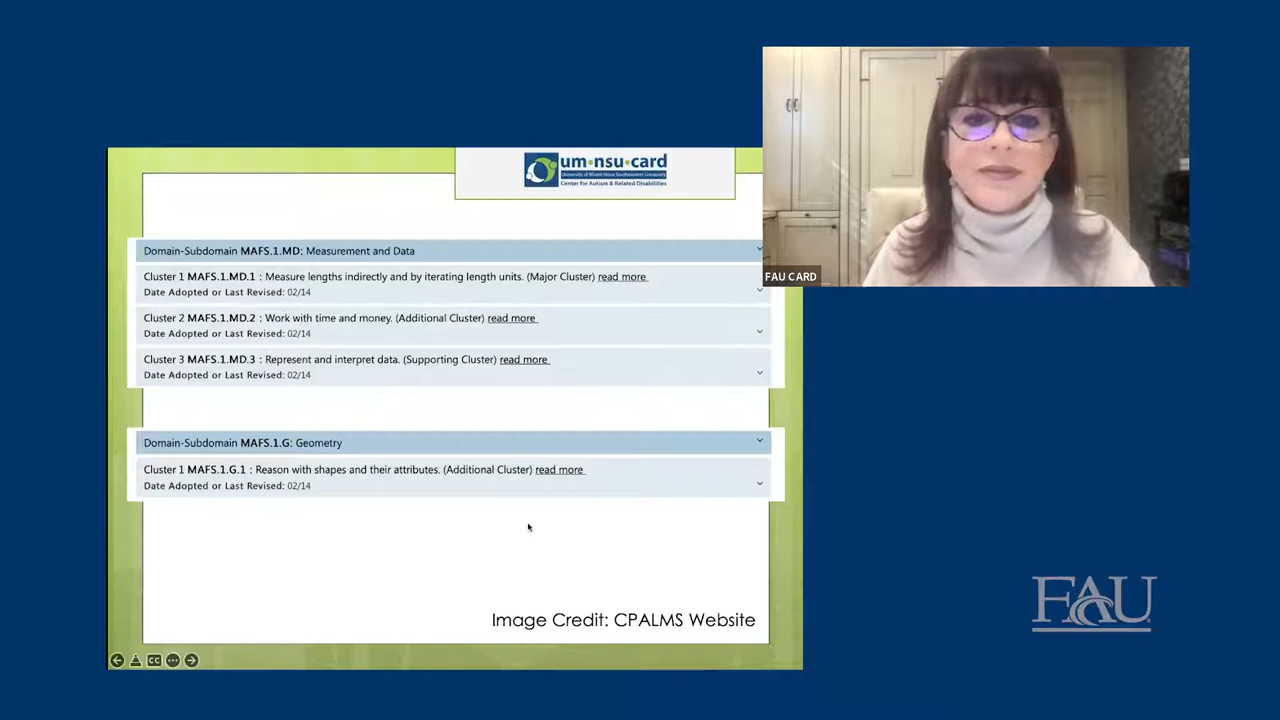 um•nsu•card
University of Miami-Nova Southeastern University
Center for Autism & Related Disabilities
Domain-Subdomain MAFS.1.MD: Measurement and Data
Cluster 1 MAFS.1.MD.1 : Measure lengths indirectly and by iterating length units. (Major Cluster) read more
Date Adopted or Last Revised: 02/14
Cluster 2 MAFS.1.MD.2 : Work with time and money. (Additional Cluster) read more
Date Adopted or Last Revised: 02/14
Cluster 3 MAFS.1.MD.3 : Represent and interpret data. (Supporting Cluster) read more
Date Adopted or Last Revised: 02/14
Domain-Subdomain MAFS.1.G: Geometry
Cluster 1 MAFS.1.G.1 : Reason with shapes and their attributes. (Additional Cluster) read more
Date Adopted or Last Revised: 02/14
Image Credit: CPALMS Website
CC
FAU CARD
FAU